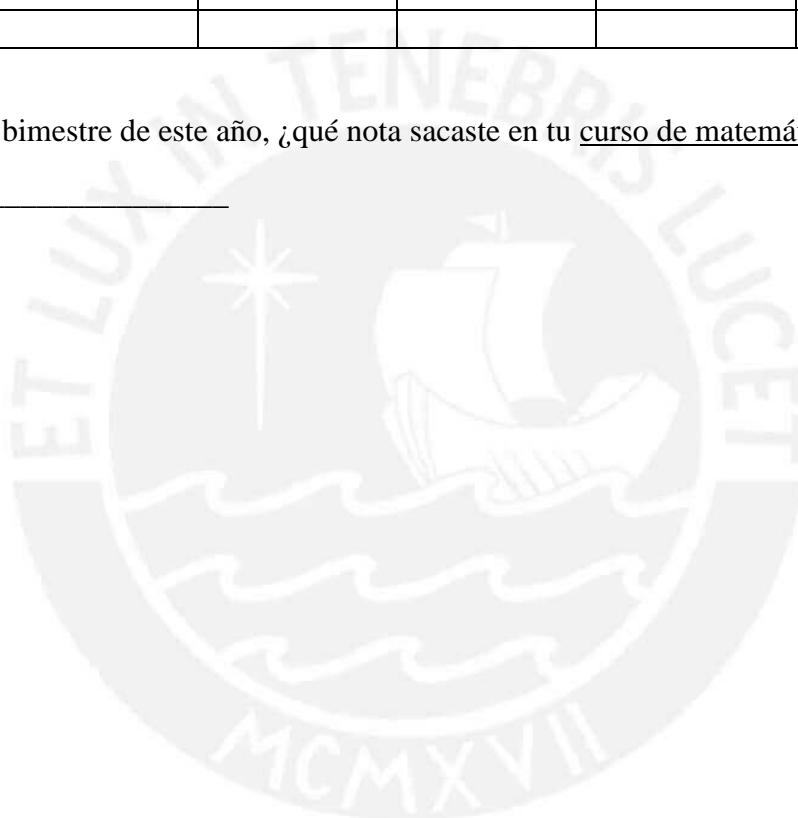 bimestre de este año, ¿qué nota sacaste en tu curso de matemá
ET LUX IN TENEBRIS LUCET
MCMXVII